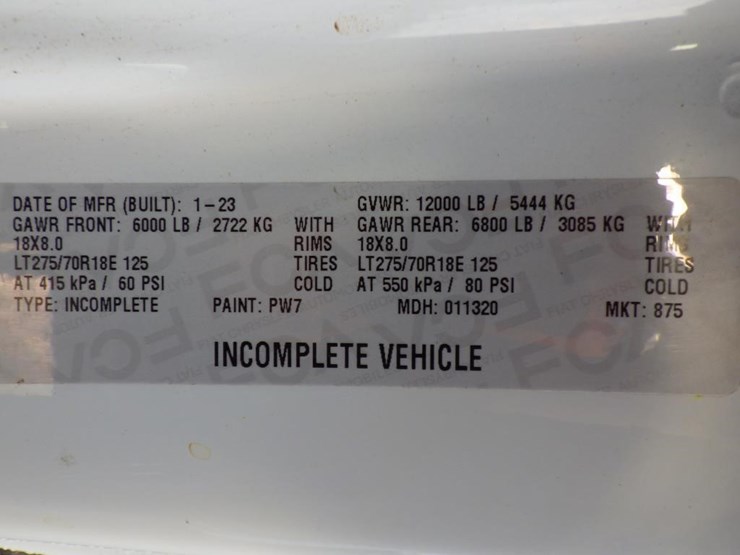 DATE OF MFR (BUILT): 1-23 GVWR: 12000 LB / 5444 KG
GAWR FRONT: 6000 LB / 2722 KG WITH GAWR REAR: 6800 LB / 3085 KG WITH
18X8.0 RIMS 18X8.0 RIMS
LT275/70R18E 125 TIRES LT275/70R18E 125 TIRES
AT 415 kPa / 60 PSI COLD AT 550 kPa / 80 PSI COLD
TYPE: INCOMPLETE PAINT: PW7 MDH: 011320 MKT: 875
INCOMPLETE VEHICLE